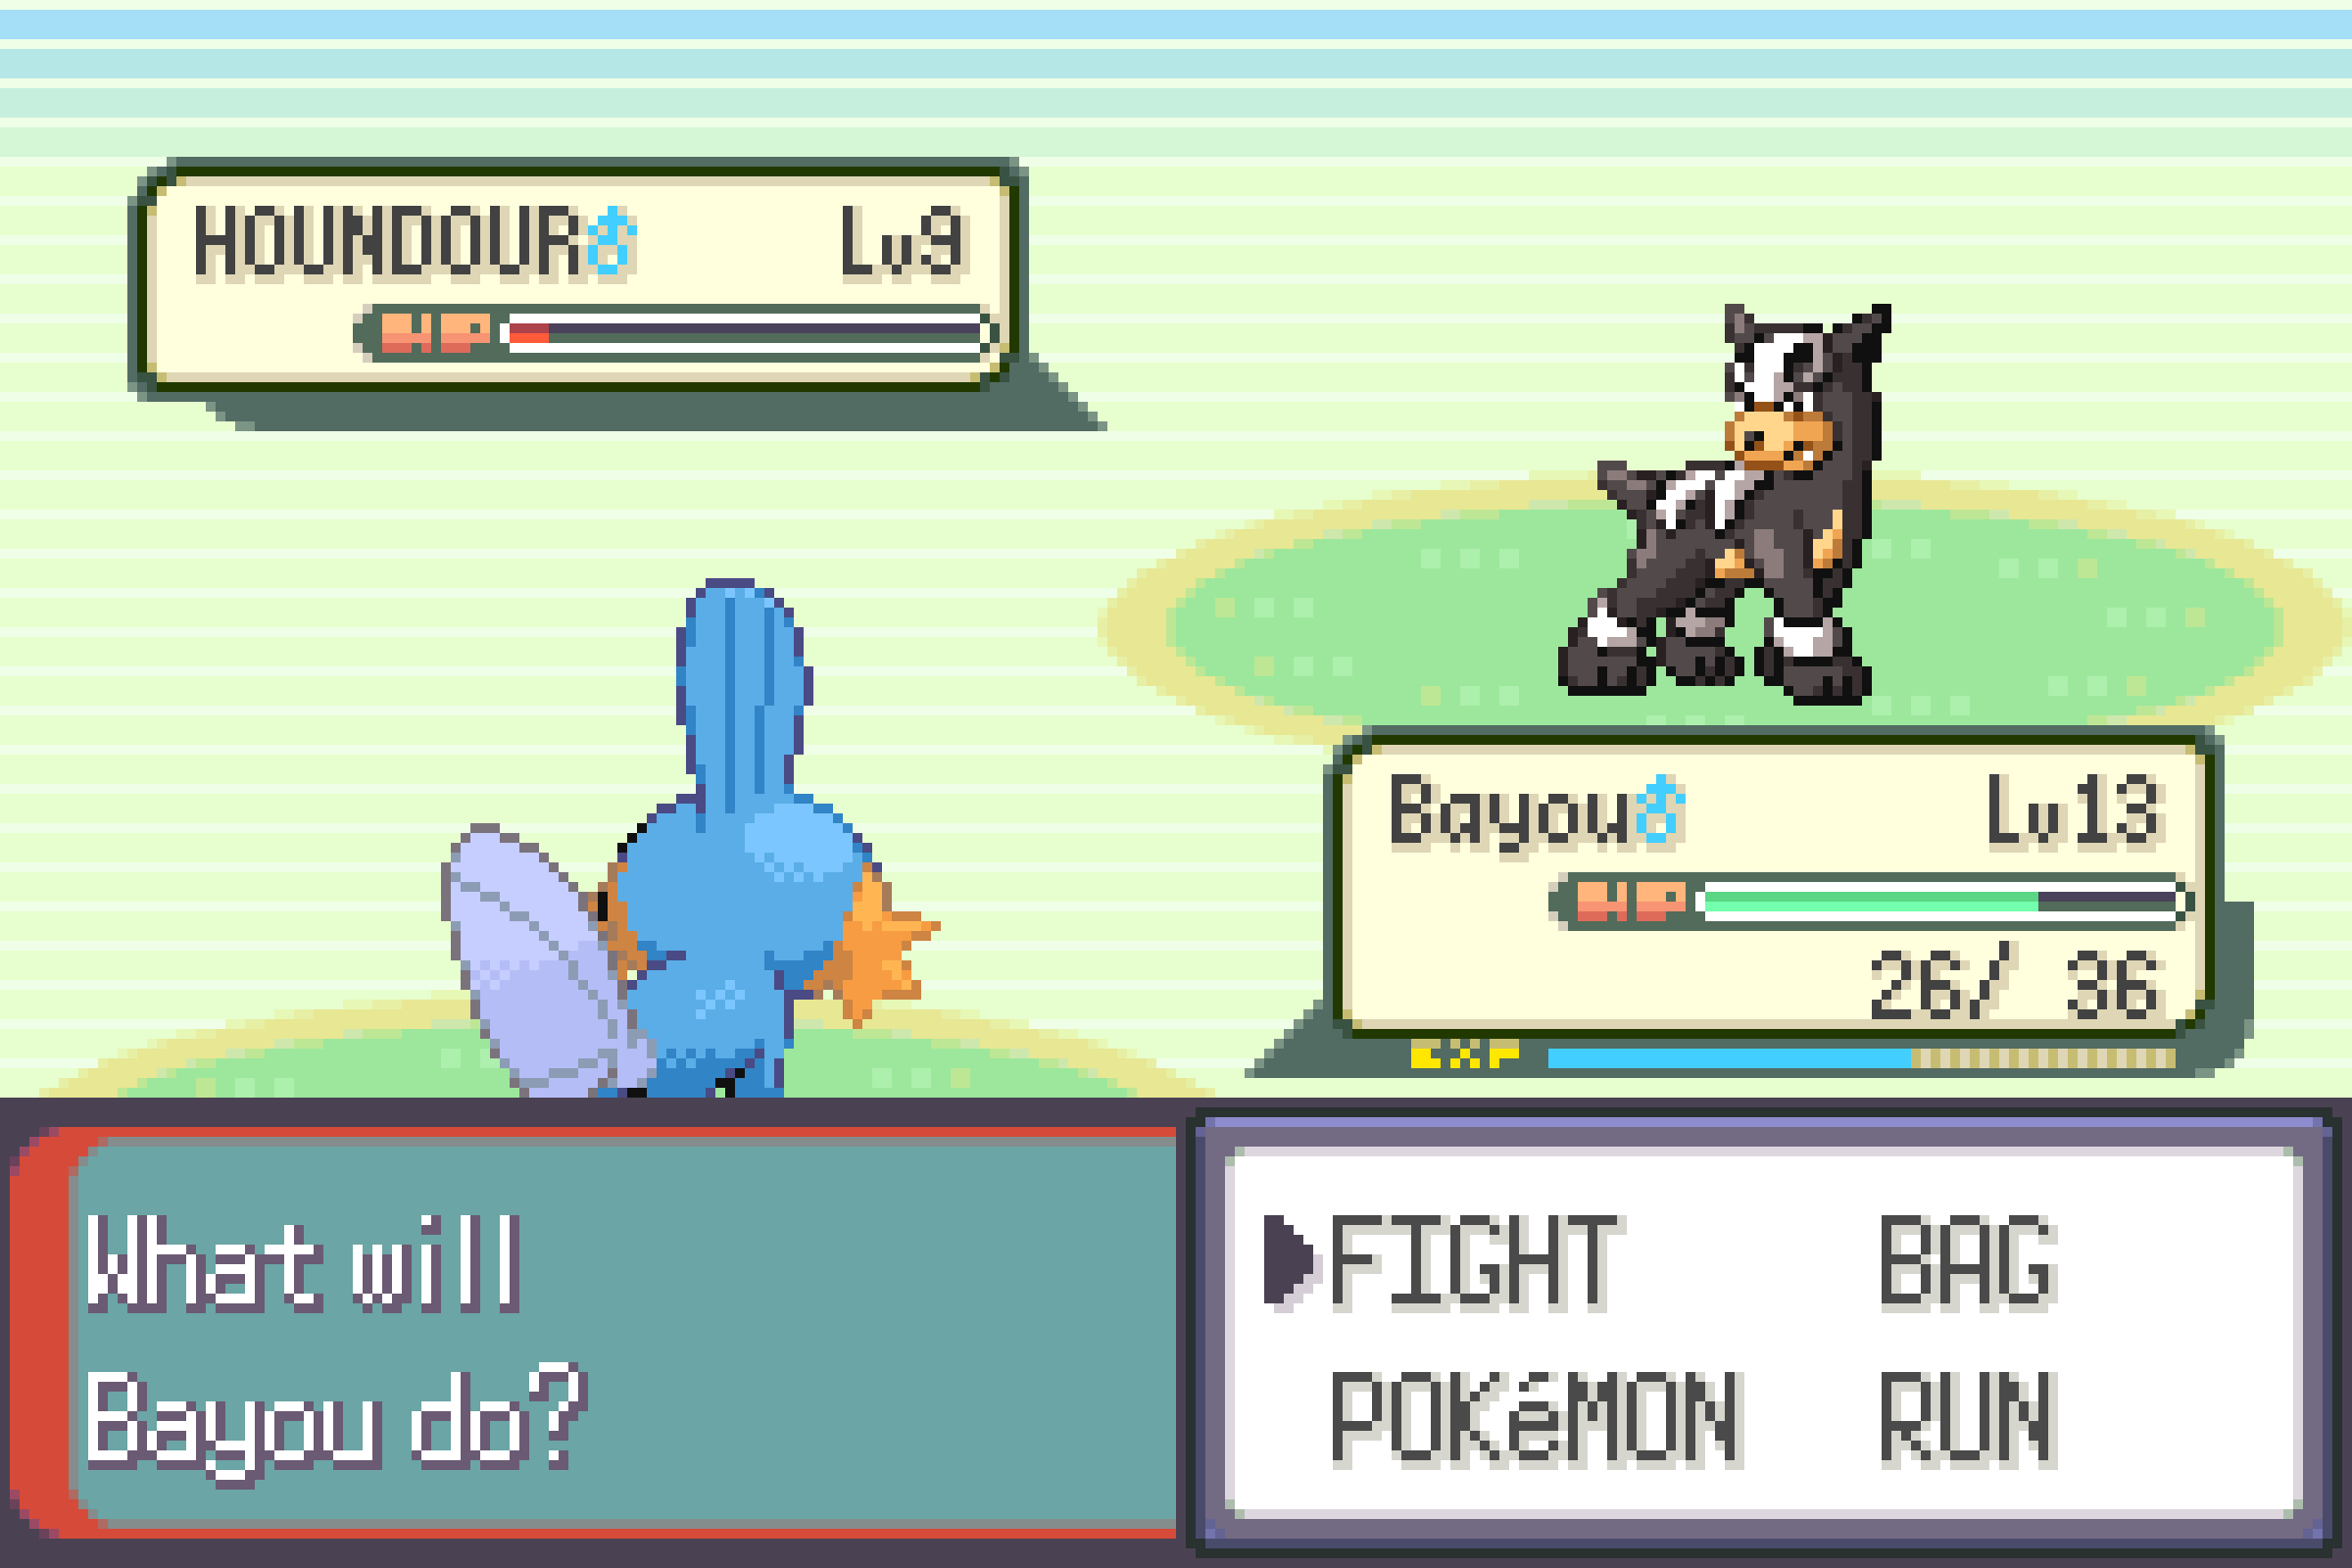 HOUNDOUR♂ Lv9
HP
Bayou♂ Lv13
HP
26/ 36
EXP
What will
Bayou do?
FIGHT BAG
POKéMON RUN